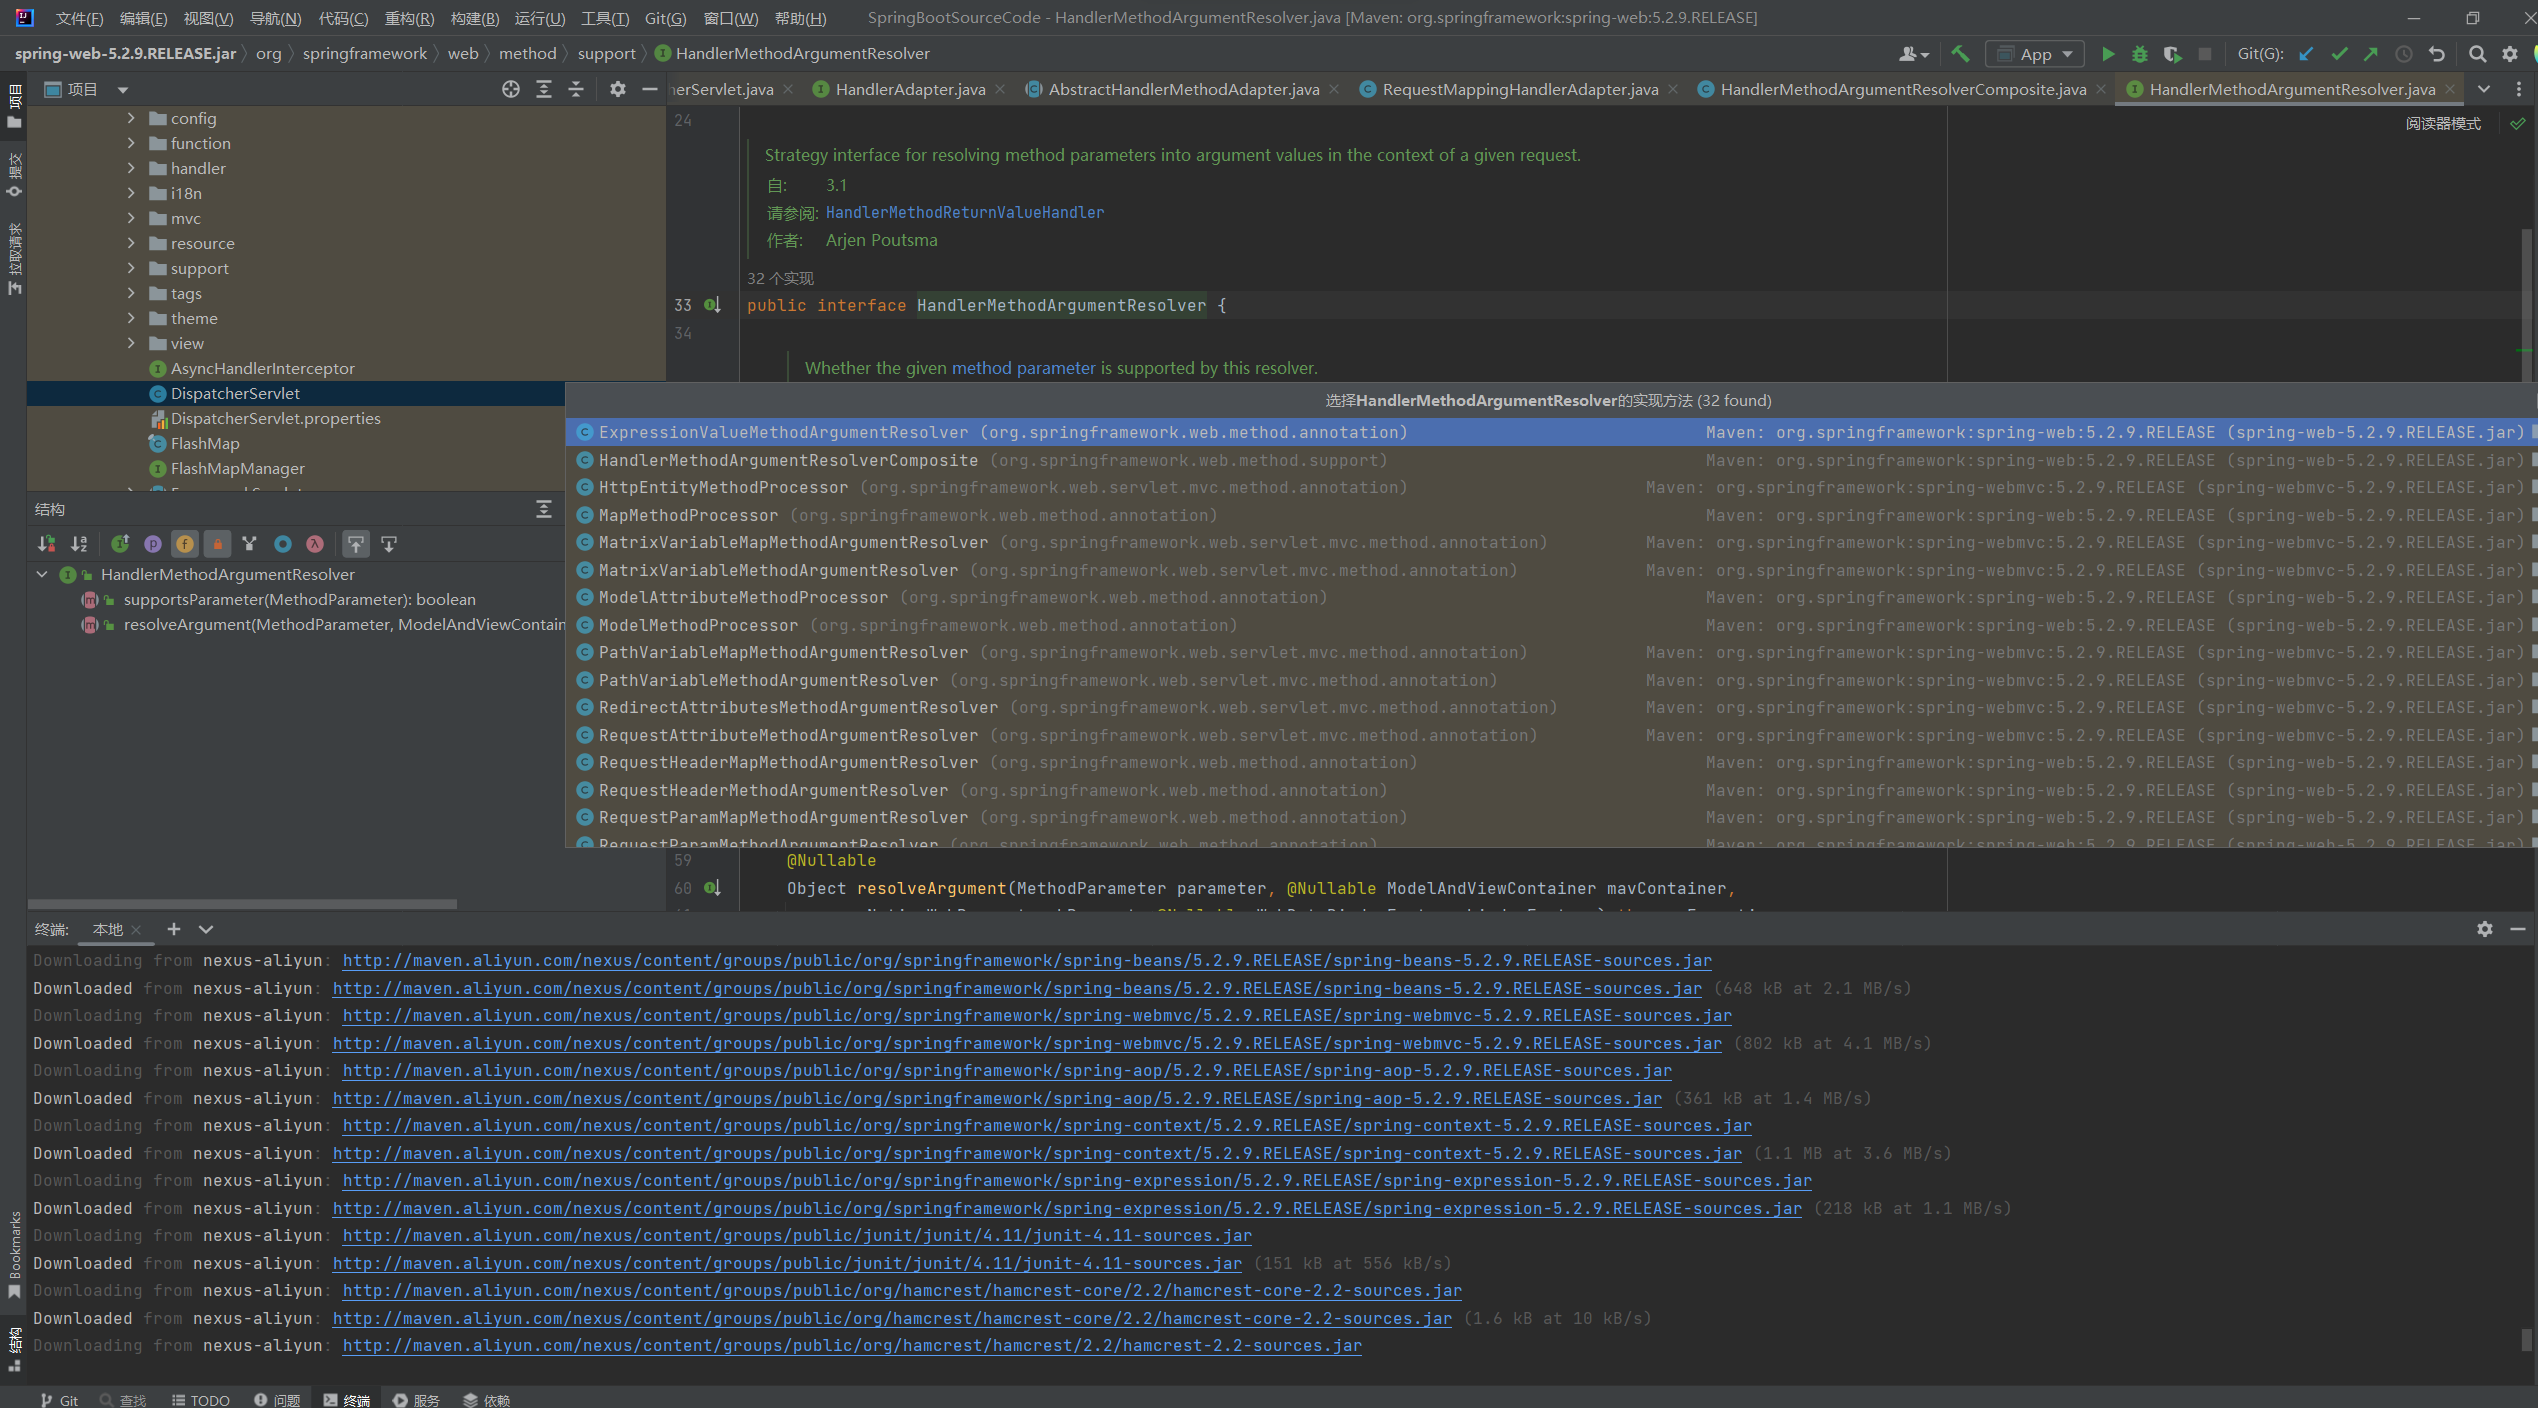 文件(F) 编辑(E) 视图(V) 导航(N) 代码(C) 重构(R) 构建(B) 运行(U) 工具(T) Git(G) 窗口(W) 帮助(H) SpringBootSourceCode - HandlerMethodArgumentResolver.java [Maven: org.springframework:spring-web:5.2.9.RELEASE]
spring-web-5.2.9.RELEASE.jar org springframework web method support HandlerMethodArgumentResolver App Git(G):
项目 erServlet.java HandlerAdapter.java AbstractHandlerMethodAdapter.java RequestMappingHandlerAdapter.java HandlerMethodArgumentResolverComposite.java HandlerMethodArgumentResolver.java
项目
提交
拉取请求
config
function
handler
i18n
mvc
resource
support
tags
theme
view
AsyncHandlerInterceptor
DispatcherServlet
DispatcherServlet.properties
FlashMap
FlashMapManager
24
阅读器模式
Strategy interface for resolving method parameters into argument values in the context of a given request.
自: 3.1
请参阅: HandlerMethodReturnValueHandler
作者: Arjen Poutsma
32 个实现
33 public interface HandlerMethodArgumentResolver {
34
Whether the given method parameter is supported by this resolver.
选择HandlerMethodArgumentResolver的实现方法 (32 found)
ExpressionValueMethodArgumentResolver (org.springframework.web.method.annotation) Maven: org.springframework:spring-web:5.2.9.RELEASE (spring-web-5.2.9.RELEASE.jar)
HandlerMethodArgumentResolverComposite (org.springframework.web.method.support) Maven: org.springframework:spring-web:5.2.9.RELEASE (spring-web-5.2.9.RELEASE.jar)
HttpEntityMethodProcessor (org.springframework.web.servlet.mvc.method.annotation) Maven: org.springframework:spring-webmvc:5.2.9.RELEASE (spring-webmvc-5.2.9.RELEASE.jar)
MapMethodProcessor (org.springframework.web.method.annotation) Maven: org.springframework:spring-web:5.2.9.RELEASE (spring-web-5.2.9.RELEASE.jar)
MatrixVariableMapMethodArgumentResolver (org.springframework.web.servlet.mvc.method.annotation) Maven: org.springframework:spring-webmvc:5.2.9.RELEASE (spring-webmvc-5.2.9.RELEASE.jar)
MatrixVariableMethodArgumentResolver (org.springframework.web.servlet.mvc.method.annotation) Maven: org.springframework:spring-webmvc:5.2.9.RELEASE (spring-webmvc-5.2.9.RELEASE.jar)
ModelAttributeMethodProcessor (org.springframework.web.method.annotation) Maven: org.springframework:spring-web:5.2.9.RELEASE (spring-web-5.2.9.RELEASE.jar)
ModelMethodProcessor (org.springframework.web.method.annotation) Maven: org.springframework:spring-web:5.2.9.RELEASE (spring-web-5.2.9.RELEASE.jar)
PathVariableMapMethodArgumentResolver (org.springframework.web.servlet.mvc.method.annotation) Maven: org.springframework:spring-webmvc:5.2.9.RELEASE (spring-webmvc-5.2.9.RELEASE.jar)
PathVariableMethodArgumentResolver (org.springframework.web.servlet.mvc.method.annotation) Maven: org.springframework:spring-webmvc:5.2.9.RELEASE (spring-webmvc-5.2.9.RELEASE.jar)
RedirectAttributesMethodArgumentResolver (org.springframework.web.servlet.mvc.method.annotation) Maven: org.springframework:spring-webmvc:5.2.9.RELEASE (spring-webmvc-5.2.9.RELEASE.jar)
RequestAttributeMethodArgumentResolver (org.springframework.web.servlet.mvc.method.annotation) Maven: org.springframework:spring-webmvc:5.2.9.RELEASE (spring-webmvc-5.2.9.RELEASE.jar)
RequestHeaderMapMethodArgumentResolver (org.springframework.web.method.annotation) Maven: org.springframework:spring-web:5.2.9.RELEASE (spring-web-5.2.9.RELEASE.jar)
RequestHeaderMethodArgumentResolver (org.springframework.web.method.annotation) Maven: org.springframework:spring-web:5.2.9.RELEASE (spring-web-5.2.9.RELEASE.jar)
RequestParamMapMethodArgumentResolver (org.springframework.web.method.annotation) Maven: org.springframework:spring-web:5.2.9.RELEASE (spring-web-5.2.9.RELEASE.jar)
RequestParamMethodArgumentResolver (org.springframework.web.method.annotation) Maven: org.springframework:spring-web:5.2.9.RELEASE (spring-web-5.2.9.RELEASE.jar)
结构
HandlerMethodArgumentResolver
supportsParameter(MethodParameter): boolean
resolveArgument(MethodParameter, ModelAndViewContain
59 @Nullable
60 Object resolveArgument(MethodParameter parameter, @Nullable ModelAndViewContainer mavContainer,
终端: 本地
Downloading from nexus-aliyun: http://maven.aliyun.com/nexus/content/groups/public/org/springframework/spring-beans/5.2.9.RELEASE/spring-beans-5.2.9.RELEASE-sources.jar
Downloaded from nexus-aliyun: http://maven.aliyun.com/nexus/content/groups/public/org/springframework/spring-beans/5.2.9.RELEASE/spring-beans-5.2.9.RELEASE-sources.jar (648 kB at 2.1 MB/s)
Downloading from nexus-aliyun: http://maven.aliyun.com/nexus/content/groups/public/org/springframework/spring-webmvc/5.2.9.RELEASE/spring-webmvc-5.2.9.RELEASE-sources.jar
Downloaded from nexus-aliyun: http://maven.aliyun.com/nexus/content/groups/public/org/springframework/spring-webmvc/5.2.9.RELEASE/spring-webmvc-5.2.9.RELEASE-sources.jar (802 kB at 4.1 MB/s)
Downloading from nexus-aliyun: http://maven.aliyun.com/nexus/content/groups/public/org/springframework/spring-aop/5.2.9.RELEASE/spring-aop-5.2.9.RELEASE-sources.jar
Downloaded from nexus-aliyun: http://maven.aliyun.com/nexus/content/groups/public/org/springframework/spring-aop/5.2.9.RELEASE/spring-aop-5.2.9.RELEASE-sources.jar (361 kB at 1.4 MB/s)
Downloading from nexus-aliyun: http://maven.aliyun.com/nexus/content/groups/public/org/springframework/spring-context/5.2.9.RELEASE/spring-context-5.2.9.RELEASE-sources.jar
Downloaded from nexus-aliyun: http://maven.aliyun.com/nexus/content/groups/public/org/springframework/spring-context/5.2.9.RELEASE/spring-context-5.2.9.RELEASE-sources.jar (1.1 MB at 3.6 MB/s)
Downloading from nexus-aliyun: http://maven.aliyun.com/nexus/content/groups/public/org/springframework/spring-expression/5.2.9.RELEASE/spring-expression-5.2.9.RELEASE-sources.jar
Downloaded from nexus-aliyun: http://maven.aliyun.com/nexus/content/groups/public/org/springframework/spring-expression/5.2.9.RELEASE/spring-expression-5.2.9.RELEASE-sources.jar (218 kB at 1.1 MB/s)
Downloading from nexus-aliyun: http://maven.aliyun.com/nexus/content/groups/public/junit/junit/4.11/junit-4.11-sources.jar
Downloaded from nexus-aliyun: http://maven.aliyun.com/nexus/content/groups/public/junit/junit/4.11/junit-4.11-sources.jar (151 kB at 556 kB/s)
Downloading from nexus-aliyun: http://maven.aliyun.com/nexus/content/groups/public/org/hamcrest/hamcrest-core/2.2/hamcrest-core-2.2-sources.jar
Downloaded from nexus-aliyun: http://maven.aliyun.com/nexus/content/groups/public/org/hamcrest/hamcrest-core/2.2/hamcrest-core-2.2-sources.jar (1.6 kB at 10 kB/s)
Downloading from nexus-aliyun: http://maven.aliyun.com/nexus/content/groups/public/org/hamcrest/hamcrest/2.2/hamcrest-2.2-sources.jar
Bookmarks
结构
Git 查找 TODO 问题 终端 服务 依赖